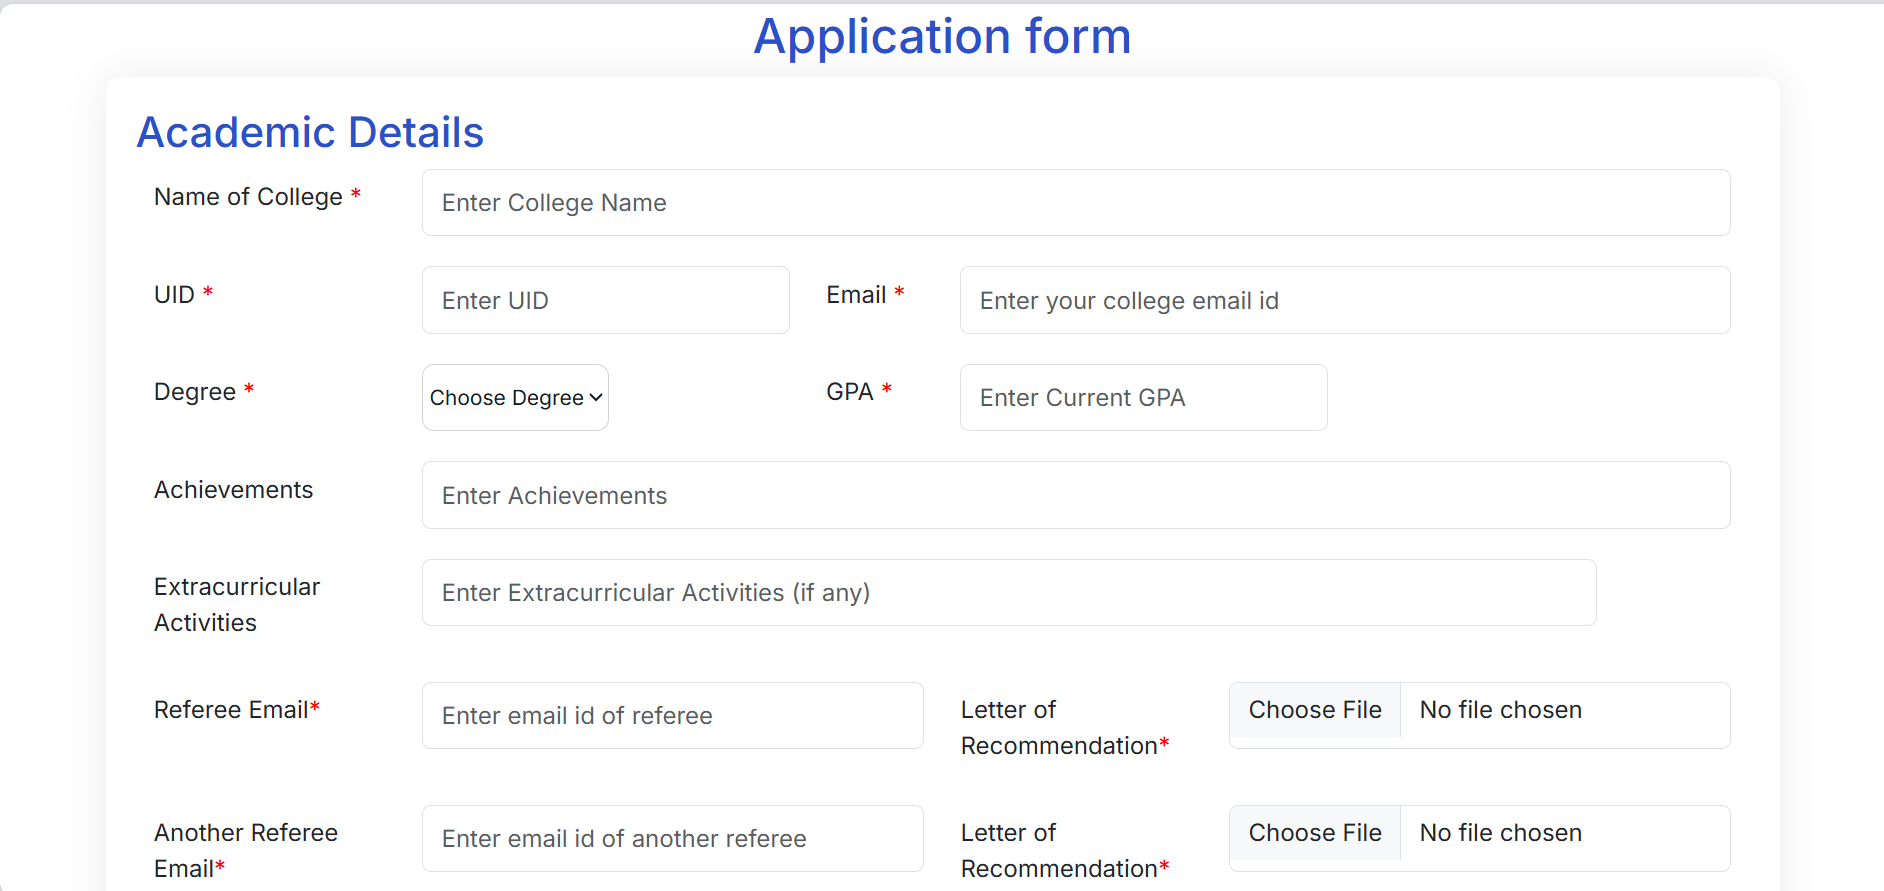 Application form
Academic Details
Name of College *
Enter College Name
UID *
Enter UID
Email *
Enter your college email id
Degree *
Choose Degree
GPA *
Enter Current GPA
Achievements
Enter Achievements
Extracurricular
Activities
Enter Extracurricular Activities (if any)
Referee Email*
Enter email id of referee
Letter of
Recommendation*
Choose File
No file chosen
Another Referee
Email*
Enter email id of another referee
Letter of
Recommendation*
Choose File
No file chosen